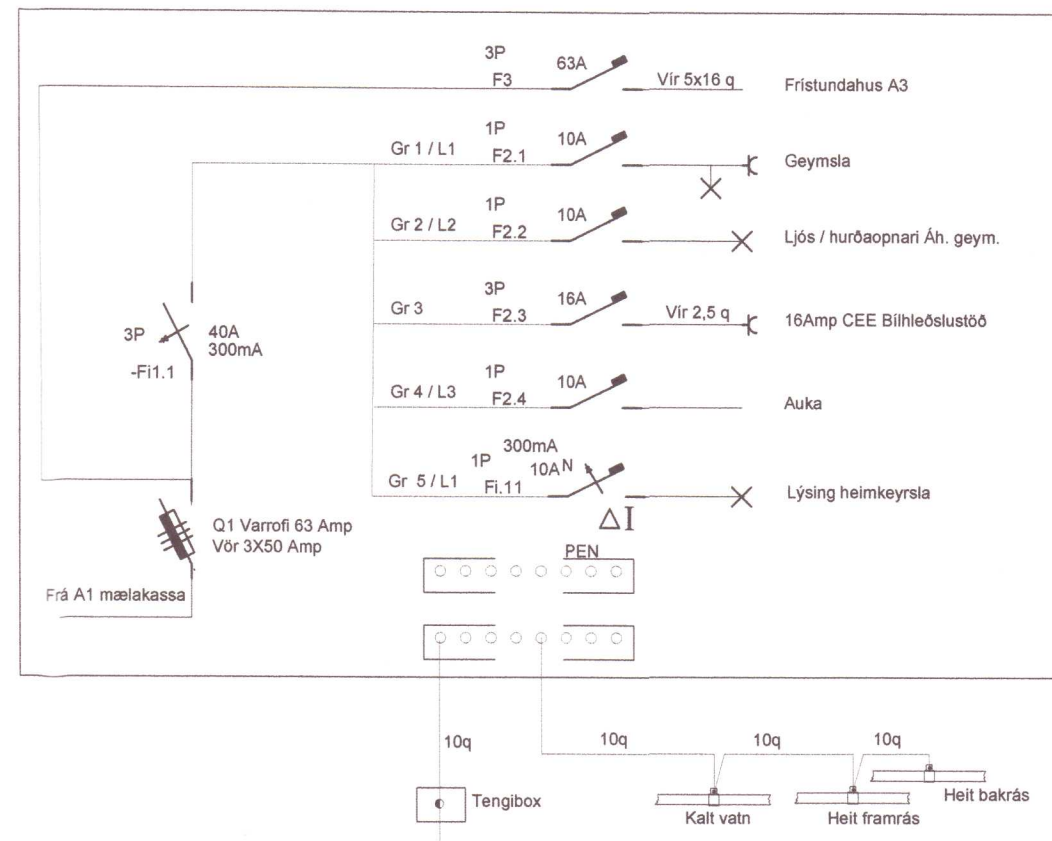 3P
63A
F3
Vír 5x16 q
Frístundahus A3
1P
10A
Gr 1 / L1
F2.1
Geymsla
1P
10A
Gr 2 / L2
F2.2
Ljós / hurðaopnari Áh. geym.
3P
16A
Gr 3
F2.3
Vír 2,5 q
16Amp CEE Bílhleðslustöð
3P
40A
300mA
-Fi1.1
1P
10A
Gr 4 / L3
F2.4
Auka
300mA
1P
10A N
Gr 5 / L1
Fi.11
Lýsing heimkeyrsla
ΔI
Q1 Varrofi 63 Amp
Vör 3X50 Amp
PEN
Frá A1 mælakassa
10q
10q
10q
10q
Tengibox
Kalt vatn
Heit framrás
Heit bakrás